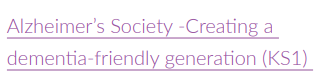 Alzheimer’s Society -Creating a
dementia-friendly generation (KS1)